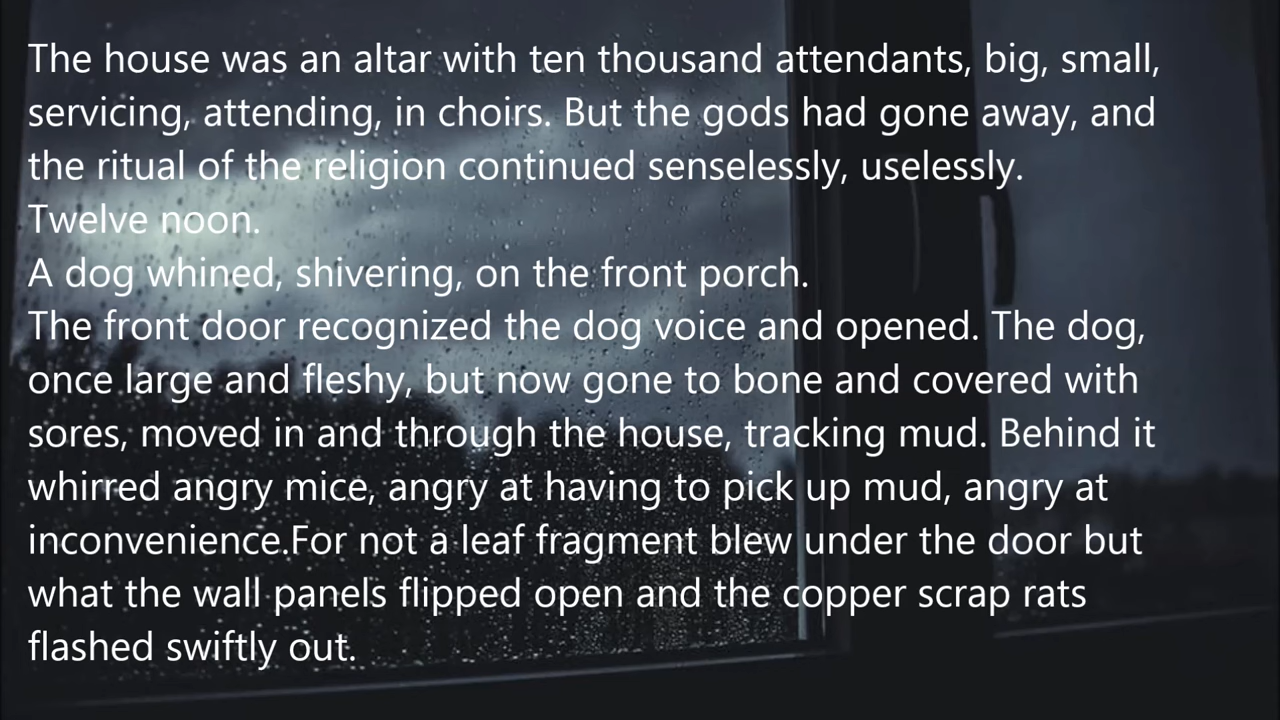 The house was an altar with ten thousand attendants, big, small,
servicing, attending, in choirs. But the gods had gone away, and
the ritual of the religion continued senselessly, uselessly.
Twelve noon.
A dog whined, shivering, on the front porch.
The front door recognized the dog voice and opened. The dog,
once large and fleshy, but now gone to bone and covered with
sores, moved in and through the house, tracking mud. Behind it
whirred angry mice, angry at having to pick up mud, angry at
inconvenience.For not a leaf fragment blew under the door but
what the wall panels flipped open and the copper scrap rats
flashed swiftly out.